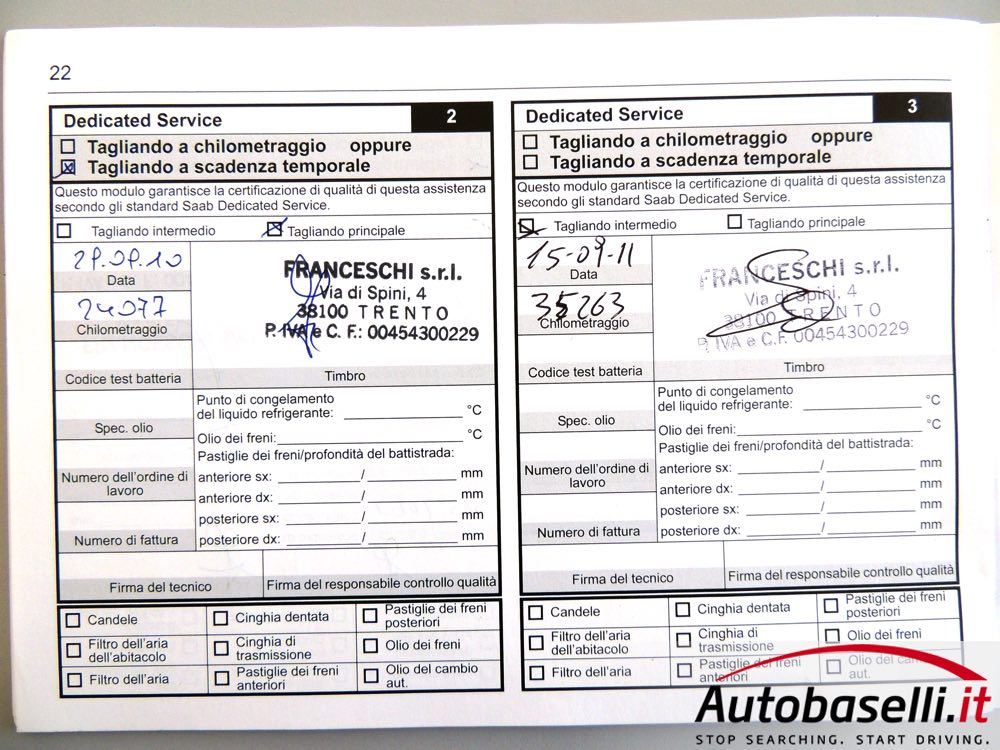 22
Dedicated Service 2
Tagliando a chilometraggio oppure
Tagliando a scadenza temporale
Questo modulo garantisce la certificazione di qualità di questa assistenza
secondo gli standard Saab Dedicated Service.
Tagliando intermedio Tagliando principale
Data
24077
Chilometraggio
FRANCESCHI s.r.l.
Via di Spini, 4
38100 TRENTO
P. IVA e C. F.: 00454300229
Codice test batteria
Timbro
Spec. olio
Numero dell'ordine di
lavoro
Numero di fattura
Punto di congelamento
del liquido refrigerante: °C
Olio dei freni: °C
Pastiglie dei freni/profondità del battistrada:
anteriore sx: / mm
anteriore dx: / mm
posteriore sx: / mm
posteriore dx: / mm
Firma del tecnico
Firma del responsabile controllo qualità
Candele
Cinghia dentata
Pastiglie dei freni
posteriori
Filtro dell'aria
dell'abitacolo
Cinghia di
trasmissione
Olio dei freni
Filtro dell'aria
Pastiglie dei freni
anteriori
Olio del cambio
aut.
Dedicated Service 3
Tagliando a chilometraggio oppure
Tagliando a scadenza temporale
Questo modulo garantisce la certificazione di qualità di questa assistenza
secondo gli standard Saab Dedicated Service.
Tagliando intermedio Tagliando principale
15-09-11
Data
35263
Chilometraggio
FRANCESCHI s.r.l.
Via di Spini, 4
38100 TRENTO
P. IVA e C. F. 00454300229
Codice test batteria
Timbro
Spec. olio
Numero dell'ordine di
lavoro
Numero di fattura
Punto di congelamento
del liquido refrigerante: °C
Olio dei freni: °C
Pastiglie dei freni/profondità del battistrada:
anteriore sx: / mm
anteriore dx: / mm
posteriore sx: / mm
posteriore dx: / mm
Firma del tecnico
Firma del responsabile controllo qualità
Candele
Cinghia dentata
Pastiglie dei freni
posteriori
Filtro dell'aria
dell'abitacolo
Cinghia di
trasmissione
Olio dei freni
Filtro dell'aria
Pastiglie dei freni
anteriori
Olio del cambio
aut.
Autobaselli.it
STOP SEARCHING. START DRIVING.